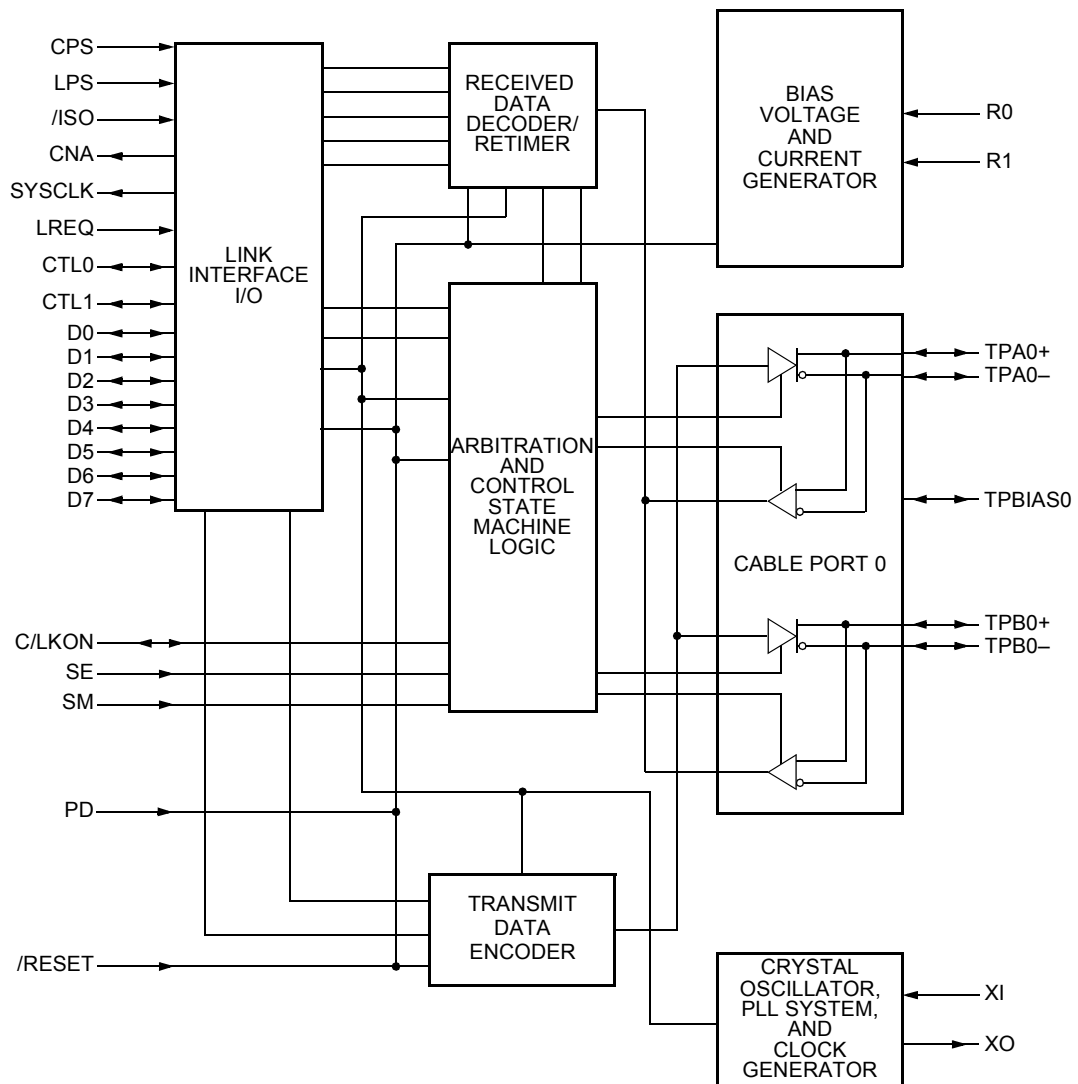 CPS
LPS
/ISO
CNA
SYSCLK
LREQ
CTL0
CTL1
D0
D1
D2
D3
D4
D5
D6
D7
C/LKON
SE
SM
PD
/RESET
LINK
INTERFACE
I/O
RECEIVED
DATA
DECODER/
RETIMER
ARBITRATION
AND
CONTROL
STATE
MACHINE
LOGIC
TRANSMIT
DATA
ENCODER
BIAS
VOLTAGE
AND
CURRENT
GENERATOR
R0
R1
CABLE PORT 0
TPA0+
TPA0–
TPBIAS0
TPB0+
TPB0–
CRYSTAL
OSCILLATOR,
PLL SYSTEM,
AND
CLOCK
GENERATOR
XI
XO